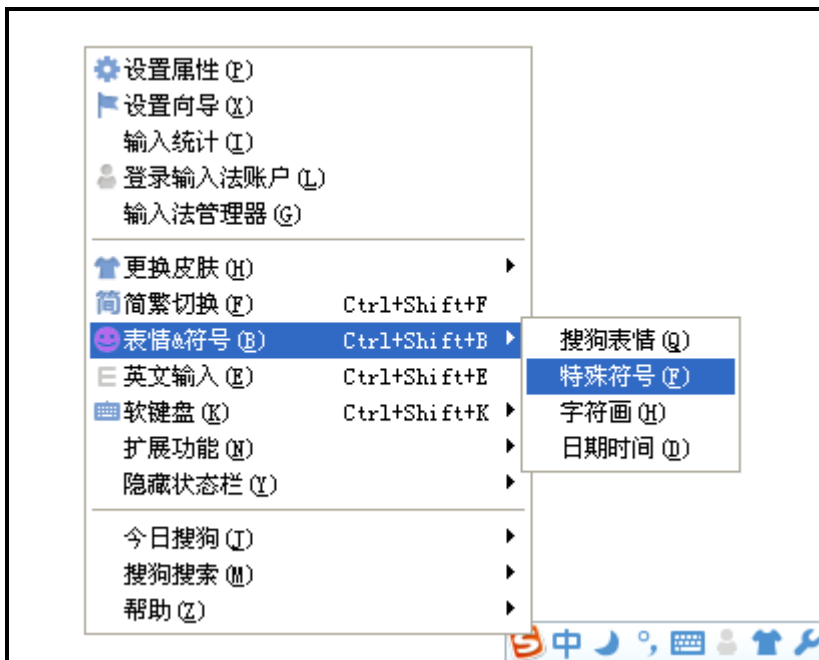 设置属性(P)
设置向导(X)
输入统计(I)
登录输入法账户(L)
输入法管理器(G)
更换皮肤(H)
简 简繁切换(F) Ctrl+Shift+F
表情&符号(B) Ctrl+Shift+B
E 英文输入(E) Ctrl+Shift+E
软键盘(K) Ctrl+Shift+K
扩展功能(N)
隐藏状态栏(Y)
今日搜狗(J)
搜狗搜索(M)
帮助(Z)
搜狗表情(Q)
特殊符号(F)
字符画(H)
日期时间(D)
S 中 °,